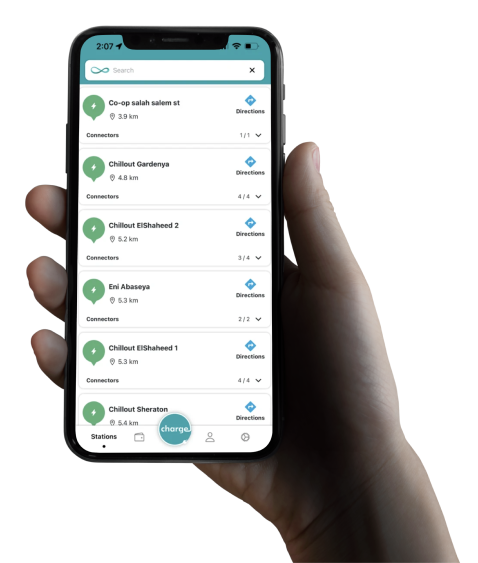 2:07
Search
Co-op salah salem st
3.9 km
Directions
Connectors
1/1
Chillout Gardenya
4.8 km
Directions
Connectors
4/4
Chillout ElShaheed 2
5.2 km
Directions
Connectors
3/4
Eni Abaseya
5.3 km
Directions
Connectors
2/2
Chillout ElShaheed 1
5.3 km
Directions
Connectors
4/4
Chillout Sheraton
5.4 km
Directions
Stations
charge